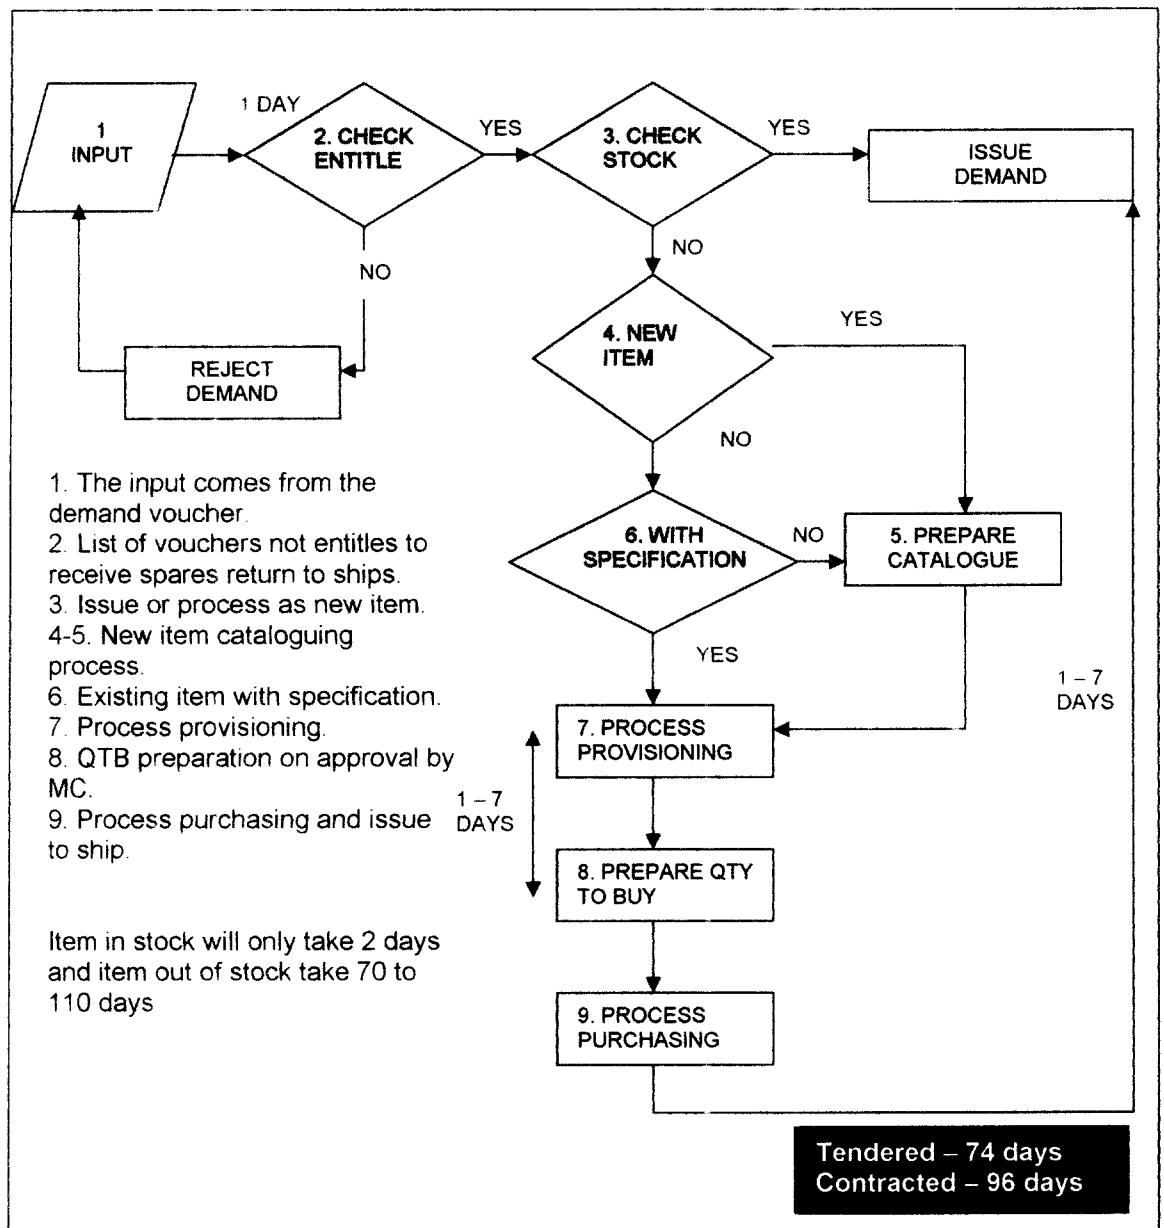 1 DAY
1
INPUT
2. CHECK
ENTITLE
YES
3. CHECK
STOCK
YES
ISSUE
DEMAND
NO
NO
REJECT
DEMAND
4. NEW
ITEM
YES
NO
6. WITH
SPECIFICATION
NO
5. PREPARE
CATALOGUE
YES
1 – 7
DAYS
7. PROCESS
PROVISIONING
1 – 7
DAYS
8. PREPARE QTY
TO BUY
9. PROCESS
PURCHASING
1. The input comes from the
demand voucher.
2. List of vouchers not entitles to
receive spares return to ships.
3. Issue or process as new item.
4-5. New item cataloguing
process.
6. Existing item with specification.
7. Process provisioning.
8. QTB preparation on approval by
MC.
9. Process purchasing and issue
to ship.
Item in stock will only take 2 days
and item out of stock take 70 to
110 days
Tendered – 74 days
Contracted – 96 days